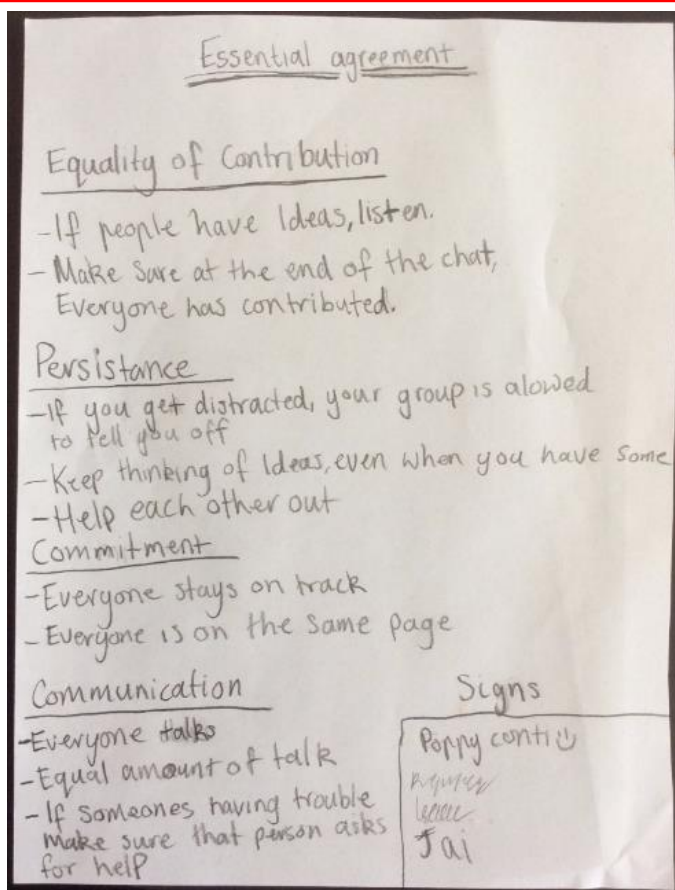 Essential agreement
Equality of Contribution
-If people have Ideas, listen.
- Make sure at the end of the chat,
Everyone has contributed.
Persistance
-If you get distracted, your group is alowed
to tell you off
-Keep thinking of Ideas, even when you have some
-Help each other out
Commitment
-Everyone stays on track
- Everyone is on the same page
Communication
-Everyone talks
-Equal amount of talk
- If someones having trouble
make sure that person asks
for help
Signs
Poppy conti
Jai